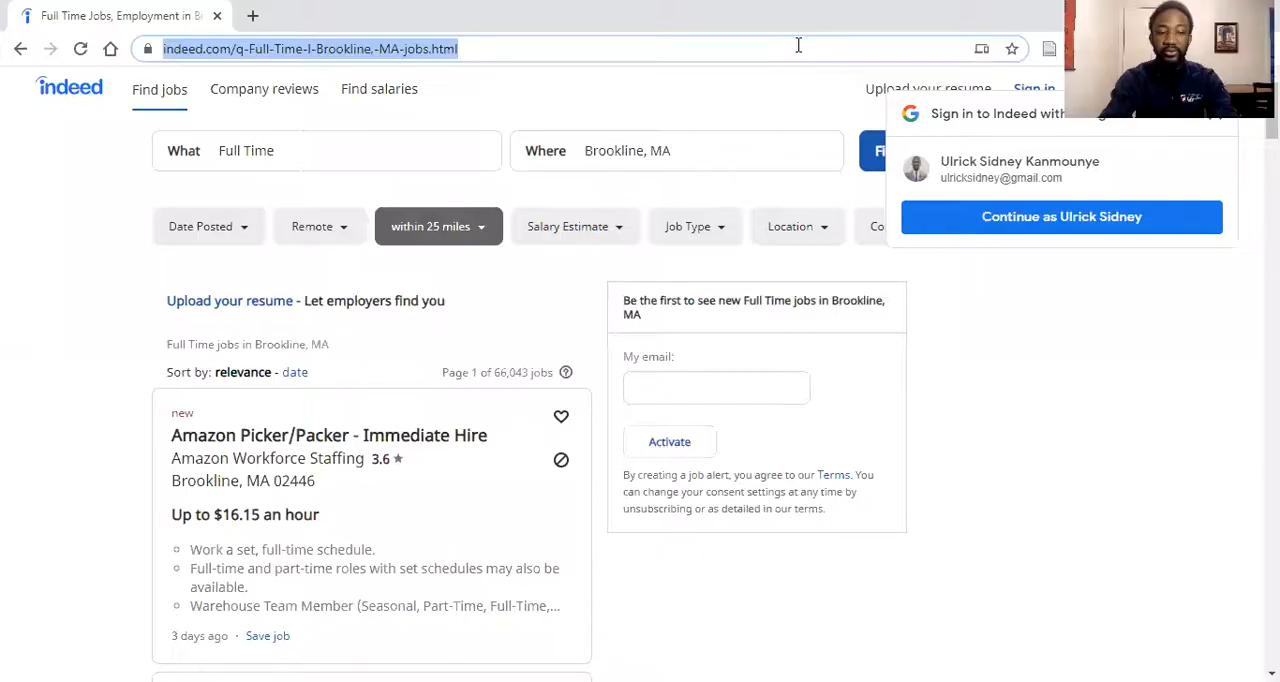 Full Time Jobs, Employment in B
indeed.com/q-Full-Time-l-Brookline,-MA-jobs.html
indeed
Find jobs
Company reviews
Find salaries
Upload your resume
Sign in
Sign in to Indeed with
Ulrick Sidney Kanmounye
ulricksidney@gmail.com
Continue as Ulrick Sidney
What Full Time
Where Brookline, MA
Date Posted
Remote
within 25 miles
Salary Estimate
Job Type
Location
Upload your resume - Let employers find you
Full Time jobs in Brookline, MA
Sort by: relevance - date
Page 1 of 66,043 jobs
new
Amazon Picker/Packer - Immediate Hire
Amazon Workforce Staffing 3.6
Brookline, MA 02446
Up to $16.15 an hour
Work a set, full-time schedule.
Full-time and part-time roles with set schedules may also be
available.
Warehouse Team Member (Seasonal, Part-Time, Full-Time,...
3 days ago · Save job
Be the first to see new Full Time jobs in Brookline,
MA
My email:
Activate
By creating a job alert, you agree to our Terms. You
can change your consent settings at any time by
unsubscribing or as detailed in our terms.